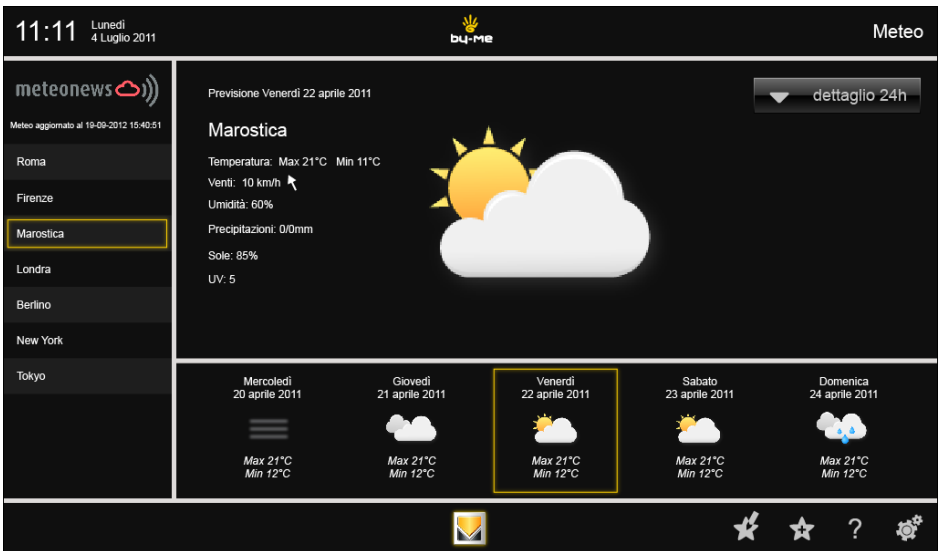 11:11
Lunedì
4 Luglio 2011
by-me
Meteo
meteonews
Meteo aggiornato al 19-09-2012 15:40:51
Roma
Firenze
Marostica
Londra
Berlino
New York
Tokyo
Previsione Venerdì 22 aprile 2011
dettaglio 24h
Marostica
Temperatura: Max 21°C Min 11°C
Venti: 10 km/h
Umidità: 60%
Precipitazioni: 0/0mm
Sole: 85%
UV: 5
Mercoledì
20 aprile 2011
Max 21°C
Min 12°C
Giovedì
21 aprile 2011
Max 21°C
Min 12°C
Venerdì
22 aprile 2011
Max 21°C
Min 12°C
Sabato
23 aprile 2011
Max 21°C
Min 12°C
Domenica
24 aprile 2011
Max 21°C
Min 12°C
?